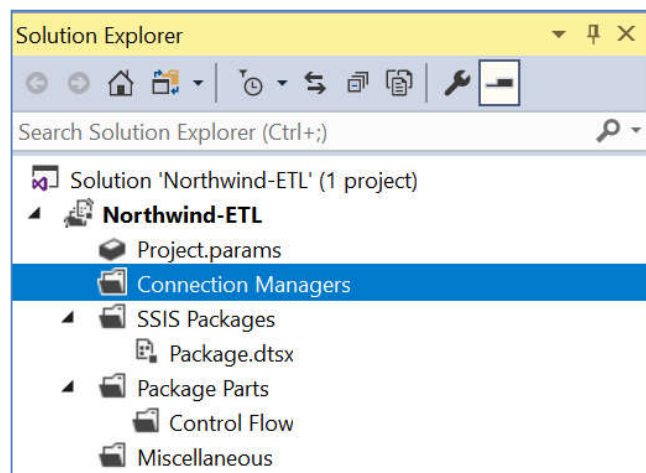 Solution Explorer
Search Solution Explorer (Ctrl+;)
Solution 'Northwind-ETL' (1 project)
Northwind-ETL
Project.params
Connection Managers
SSIS Packages
Package.dtsx
Package Parts
Control Flow
Miscellaneous